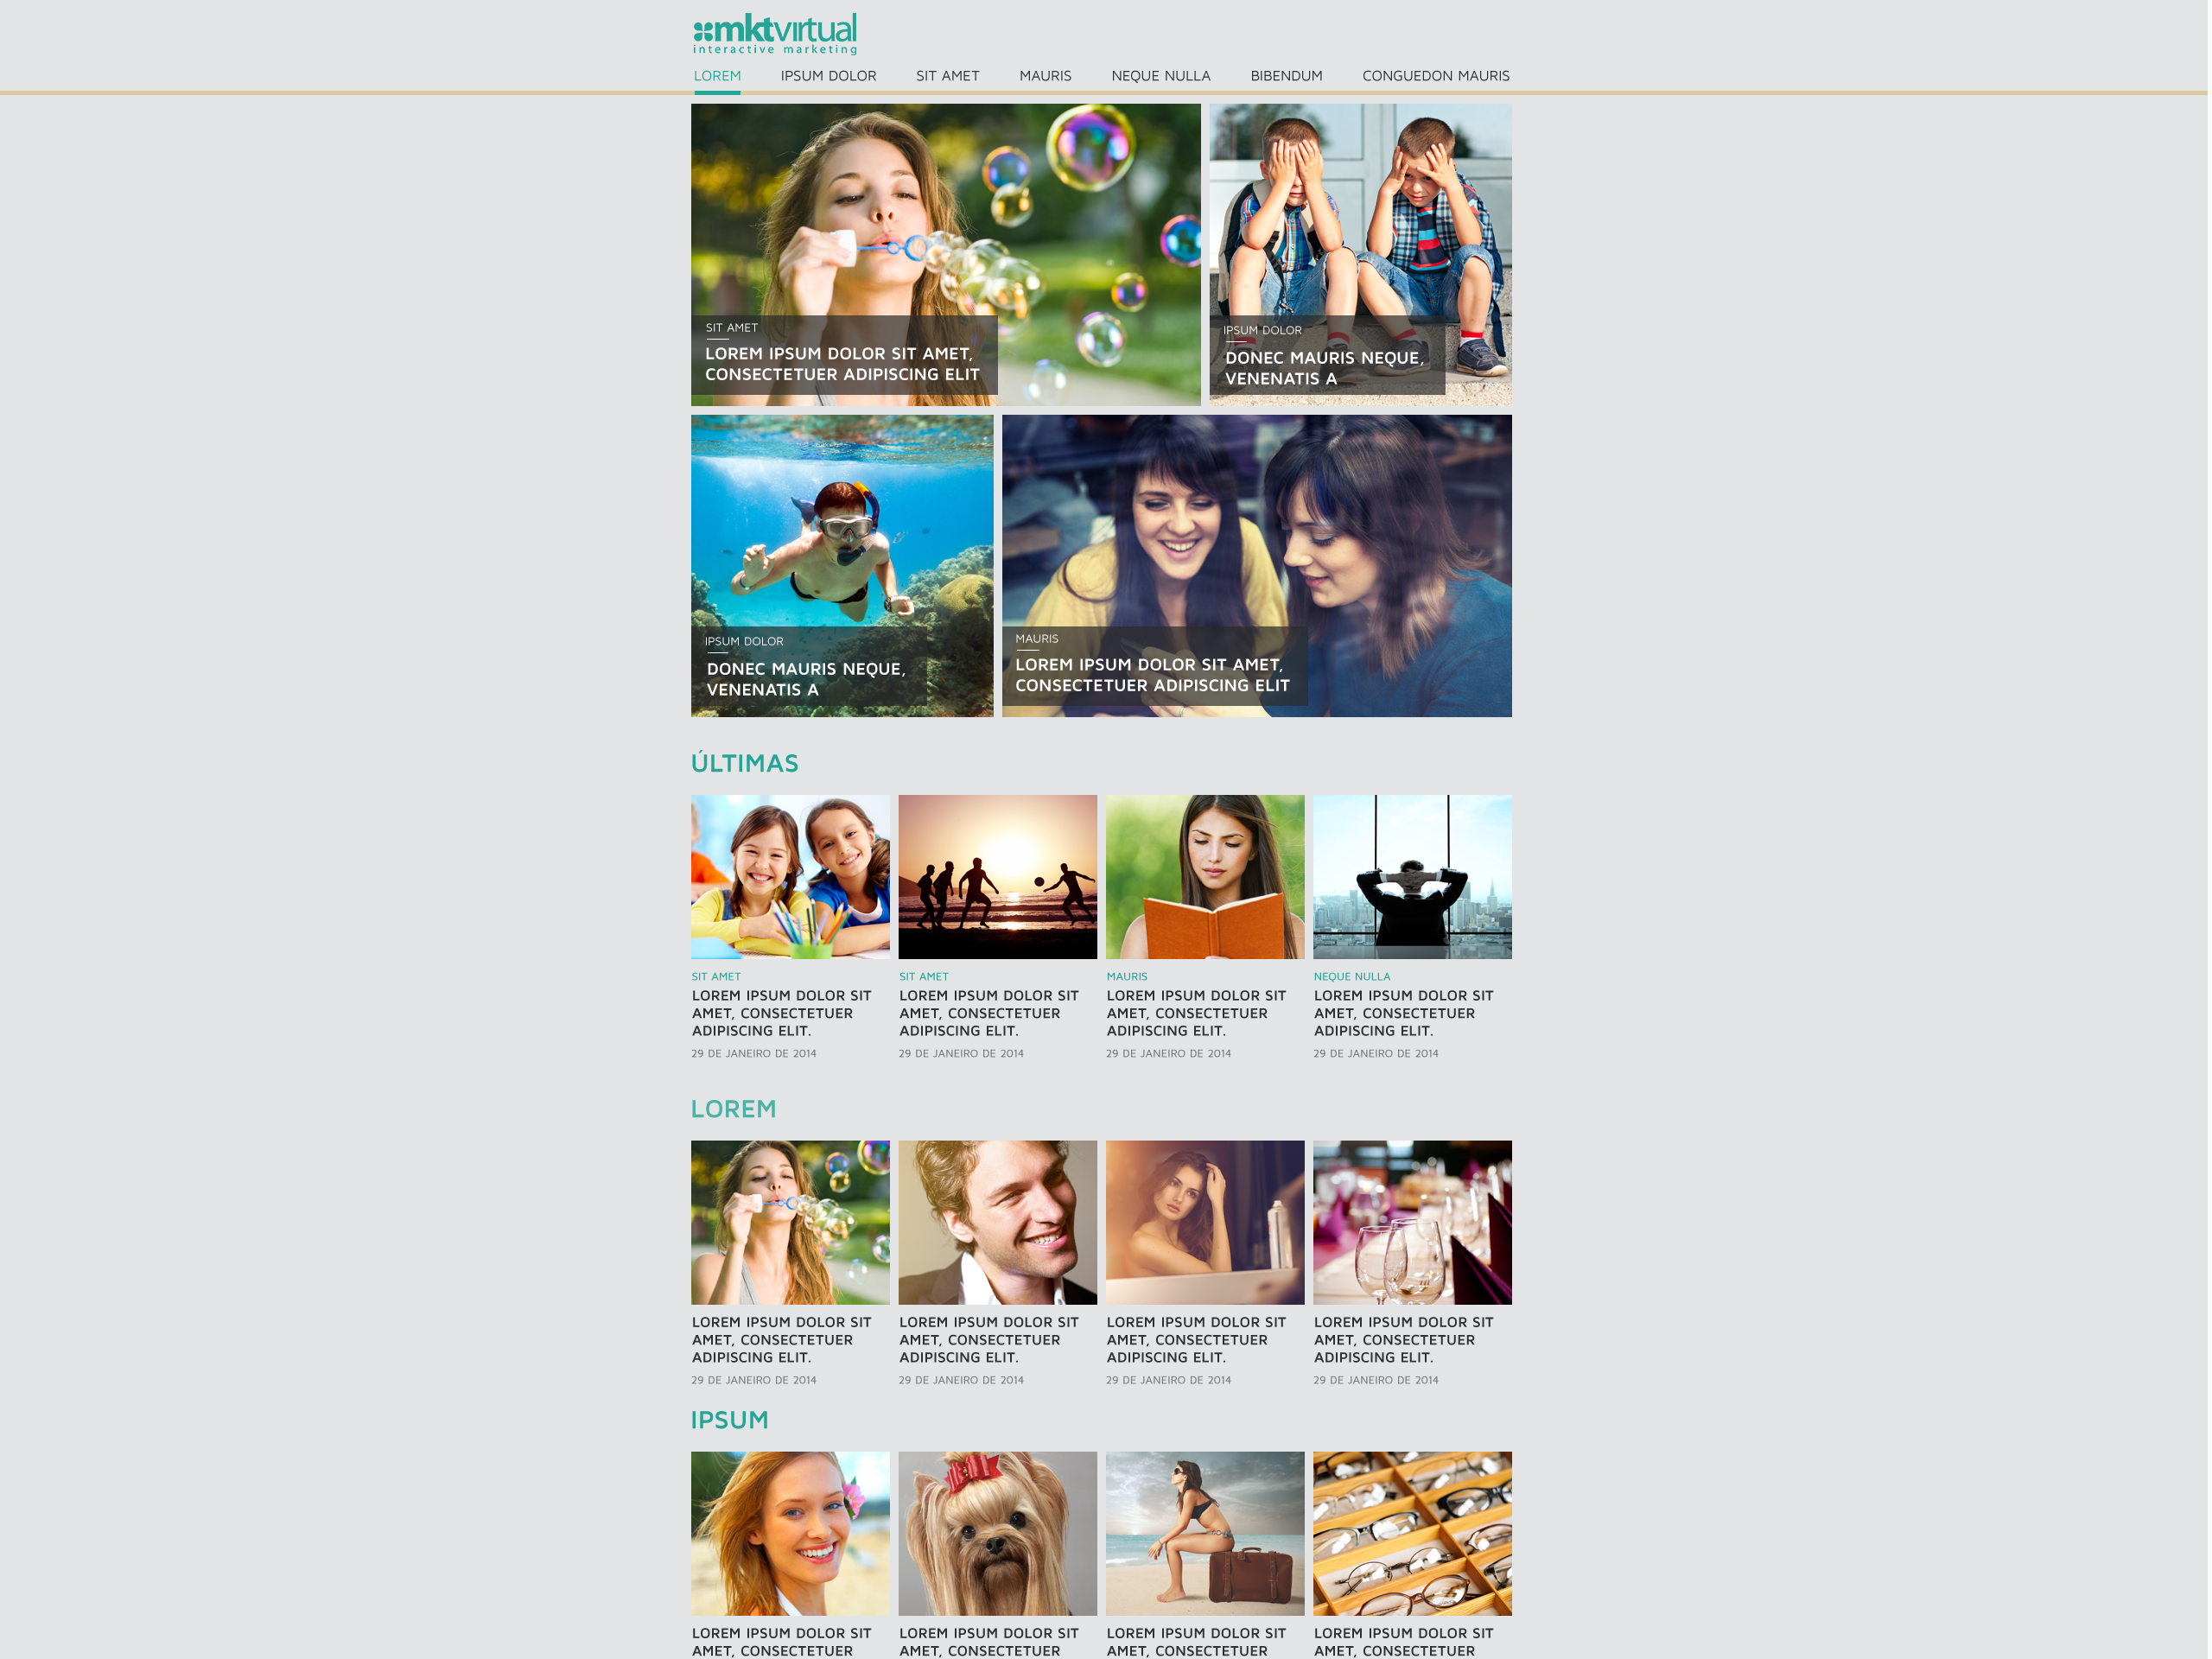 mktvirtual
interactive marketing
LOREM IPSUM DOLOR SIT AMET MAURIS NEQUE NULLA BIBENDUM CONGUEDON MAURIS
SIT AMET
LOREM IPSUM DOLOR SIT AMET,
CONSECTETUER ADIPISCING ELIT
IPSUM DOLOR
DONEC MAURIS NEQUE,
VENENATIS A
IPSUM DOLOR
DONEC MAURIS NEQUE,
VENENATIS A
MAURIS
LOREM IPSUM DOLOR SIT AMET,
CONSECTETUER ADIPISCING ELIT
ÚLTIMAS
SIT AMET
LOREM IPSUM DOLOR SIT
AMET, CONSECTETUER
ADIPISCING ELIT.
29 DE JANEIRO DE 2014
SIT AMET
LOREM IPSUM DOLOR SIT
AMET, CONSECTETUER
ADIPISCING ELIT.
29 DE JANEIRO DE 2014
MAURIS
LOREM IPSUM DOLOR SIT
AMET, CONSECTETUER
ADIPISCING ELIT.
29 DE JANEIRO DE 2014
NEQUE NULLA
LOREM IPSUM DOLOR SIT
AMET, CONSECTETUER
ADIPISCING ELIT.
29 DE JANEIRO DE 2014
LOREM
LOREM IPSUM DOLOR SIT
AMET, CONSECTETUER
ADIPISCING ELIT.
29 DE JANEIRO DE 2014
LOREM IPSUM DOLOR SIT
AMET, CONSECTETUER
ADIPISCING ELIT.
29 DE JANEIRO DE 2014
LOREM IPSUM DOLOR SIT
AMET, CONSECTETUER
ADIPISCING ELIT.
29 DE JANEIRO DE 2014
LOREM IPSUM DOLOR SIT
AMET, CONSECTETUER
ADIPISCING ELIT.
29 DE JANEIRO DE 2014
IPSUM
LOREM IPSUM DOLOR SIT
AMET, CONSECTETUER
LOREM IPSUM DOLOR SIT
AMET, CONSECTETUER
LOREM IPSUM DOLOR SIT
AMET, CONSECTETUER
LOREM IPSUM DOLOR SIT
AMET, CONSECTETUER